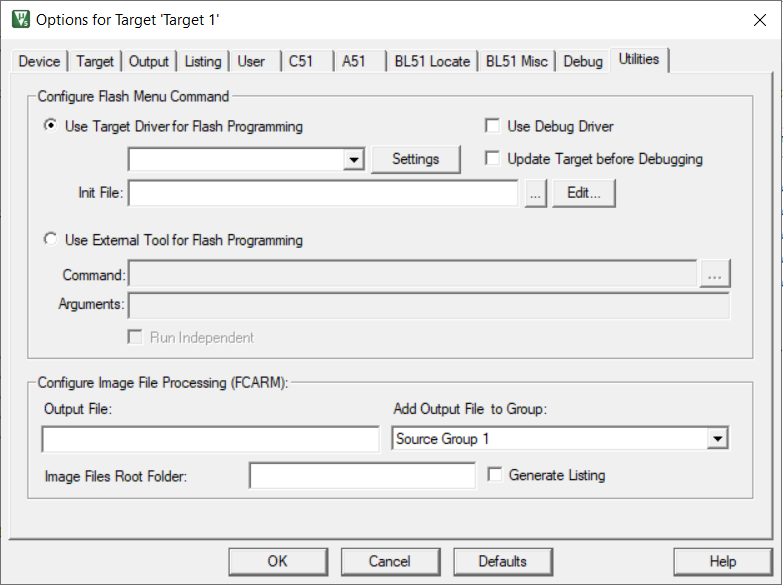 Options for Target 'Target 1'
Device Target Output Listing User C51 A51 BL51 Locate BL51 Misc Debug Utilities
Configure Flash Menu Command
Use Target Driver for Flash Programming Use Debug Driver
Settings Update Target before Debugging
Init File: ... Edit...
Use External Tool for Flash Programming
Command: ...
Arguments:
Run Independent
Configure Image File Processing (FCARM):
Output File: Add Output File to Group:
Source Group 1
Image Files Root Folder: Generate Listing
OK Cancel Defaults Help